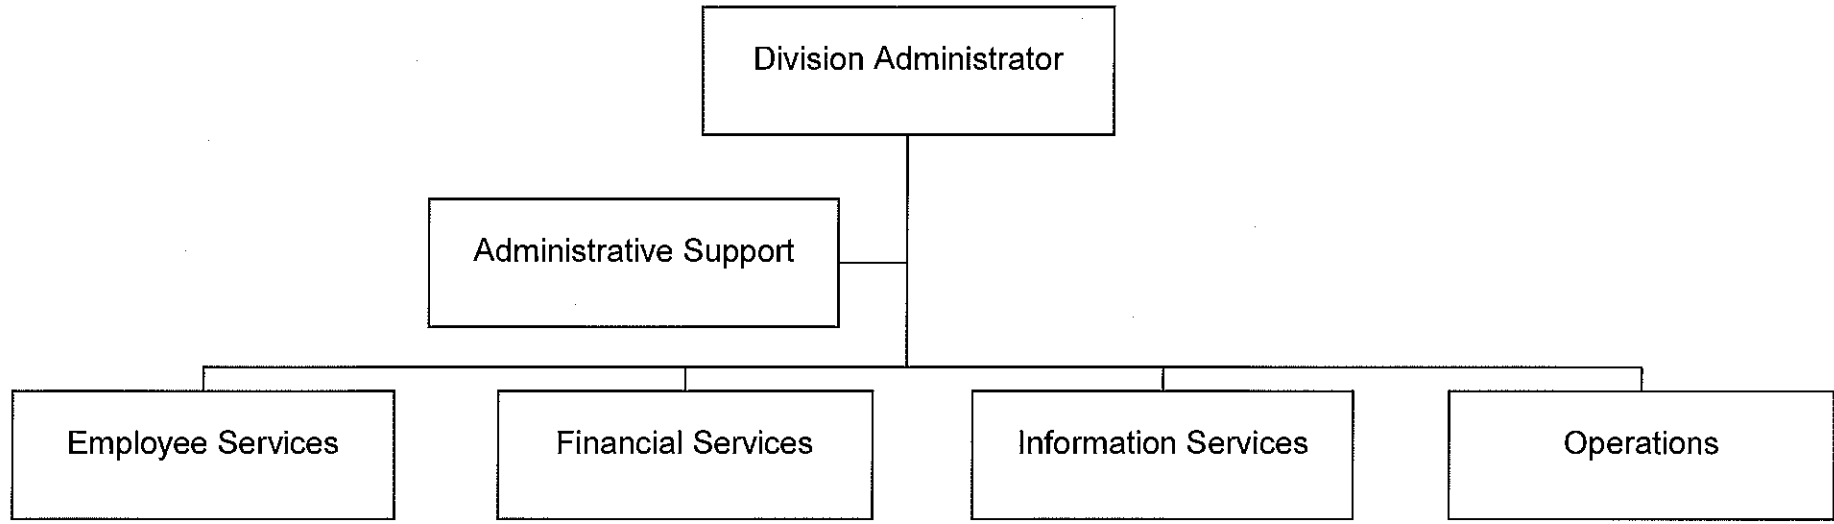 Division Administrator
Administrative Support
Employee Services
Financial Services
Information Services
Operations